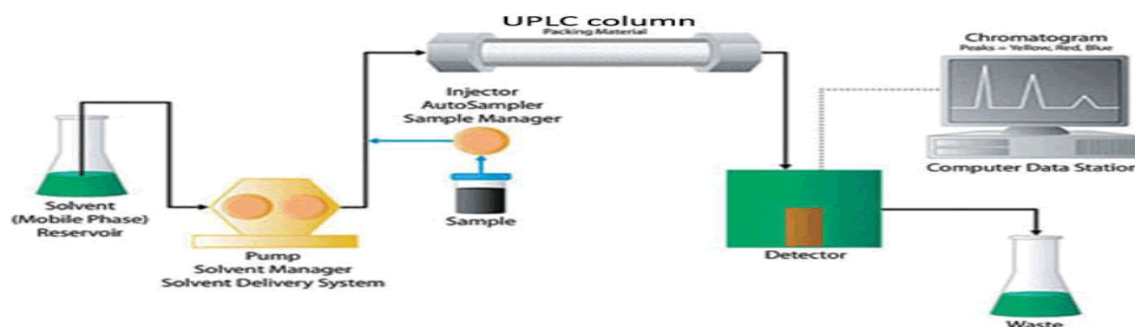 UPLC column
Packing Material
Chromatogram
Peaks = Yellow, Red, Blue
Injector
AutoSampler
Sample Manager
Computer Data Station
Solvent
(Mobile Phase)
Reservoir
Sample
Pump
Solvent Manager
Solvent Delivery System
Detector
Waste